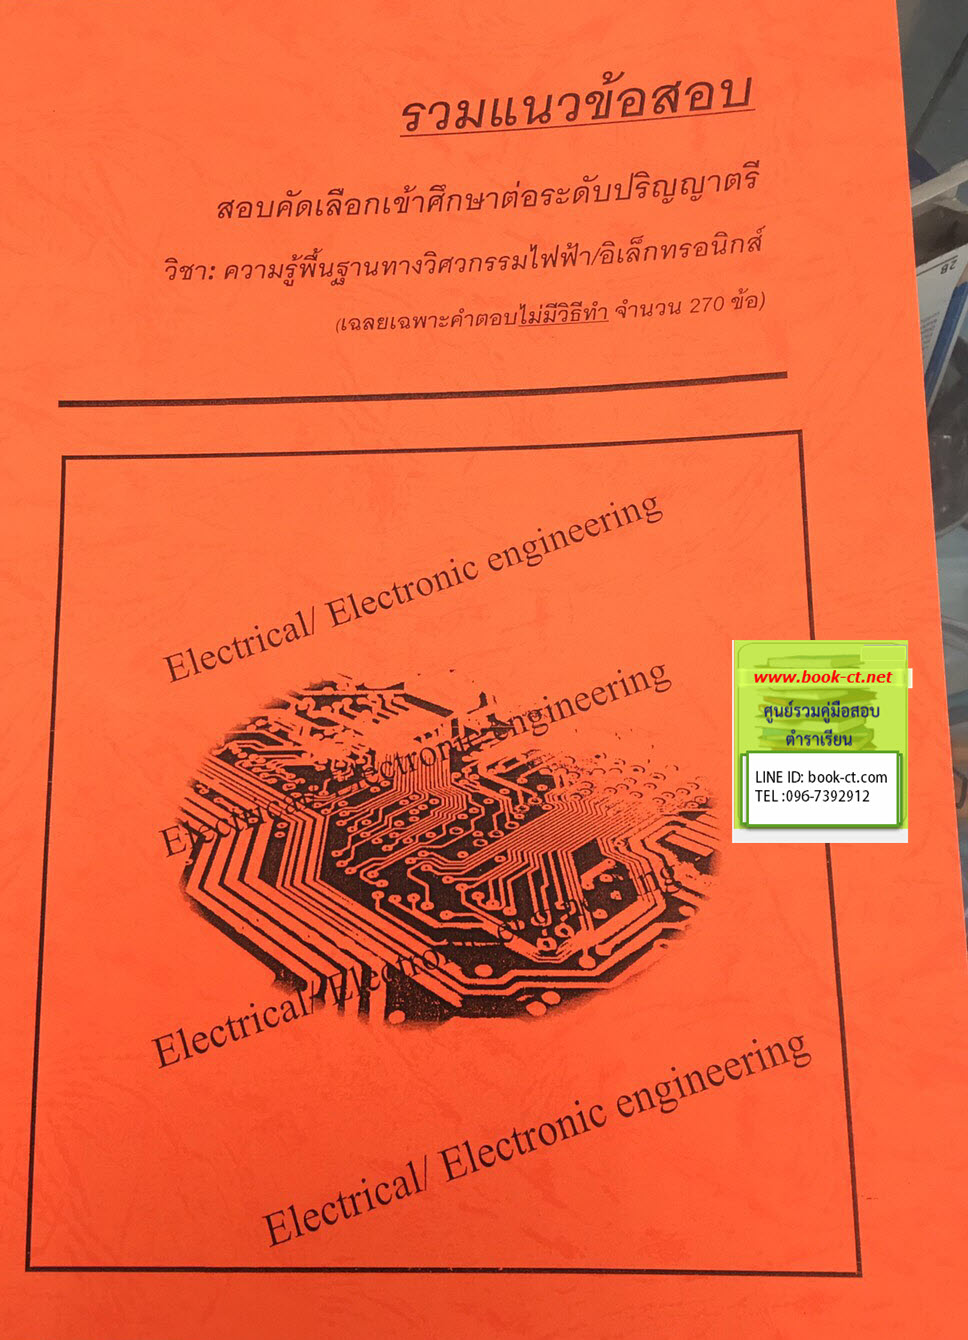 รวมแนวข้อสอบ
สอบคัดเลือกเข้าศึกษาต่อระดับปริญญาตรี
วิชา: ความรู้พื้นฐานทางวิศวกรรมไฟฟ้า/อิเล็กทรอนิกส์
(เฉลยเฉพาะคำตอบไม่มีวิธีทำ จำนวน 270 ข้อ)
2B
Electrical/ Electronic engineering
engineering
www.book-ct.net
ศูนย์รวมคู่มือสอบ
ตำราเรียน
LINE ID: book-ct.com
TEL :096-7392912
Electrical/
Electrical/ Electronic engineering